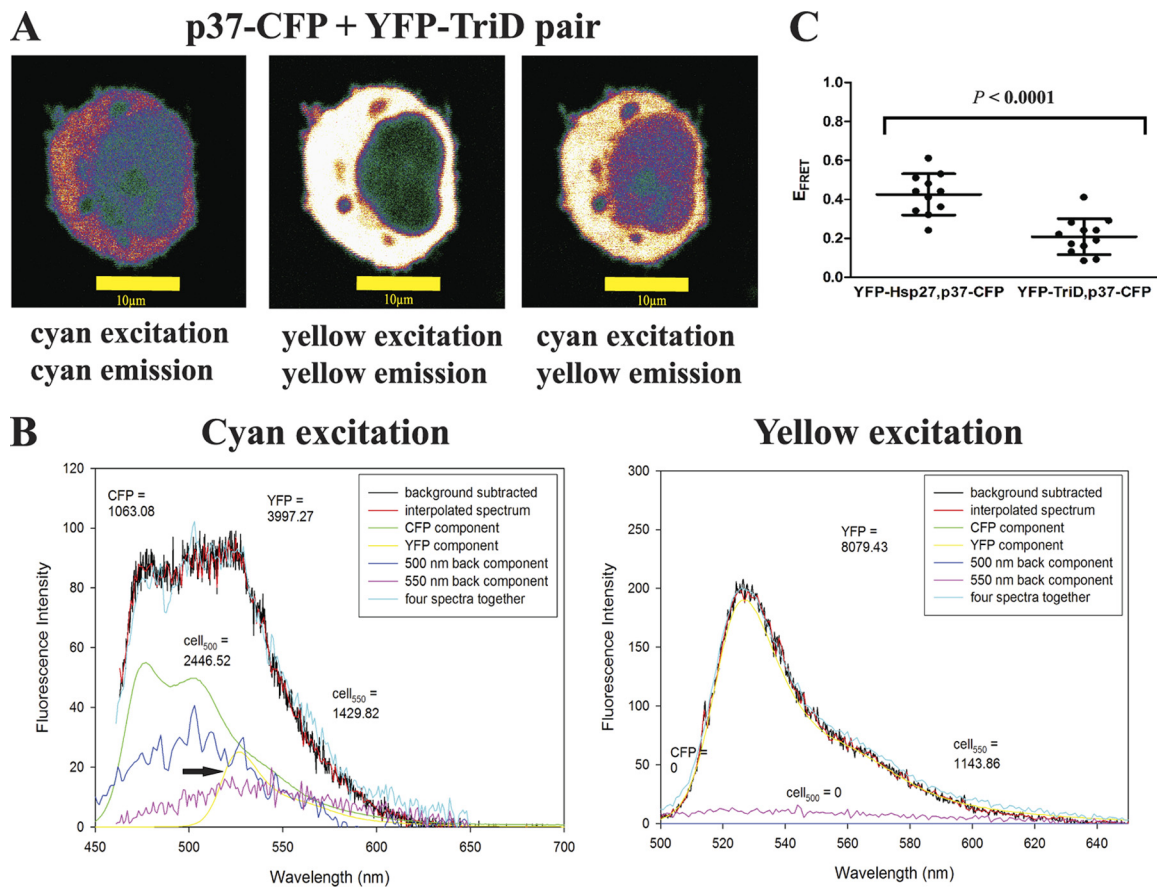 A
p37-CFP + YFP-TriD pair
10µm
10µm
10µm
cyan excitation
cyan emission
yellow excitation
yellow emission
cyan excitation
yellow emission
C
P < 0.0001
EFRET
1.0
0.8
0.6
0.4
0.2
0.0
YFP-Hsp27,p37-CFP
YFP-TriD,p37-CFP
B
Cyan excitation
Fluorescence Intensity
120
100
80
60
40
20
0
CFP =
1063.08
YFP =
3997.27
cell500 =
2446.52
cell550 =
1429.82
background subtracted
interpolated spectrum
CFP component
YFP component
500 nm back component
550 nm back component
four spectra together
450
500
550
600
650
700
Wavelength (nm)
Yellow excitation
Fluorescence Intensity
300
250
200
150
100
50
0
YFP =
8079.43
CFP =
0
cell500 = 0
cell550 =
1143.86
background subtracted
interpolated spectrum
CFP component
YFP component
500 nm back component
550 nm back component
four spectra together
500
520
540
560
580
600
620
640
Wavelength (nm)